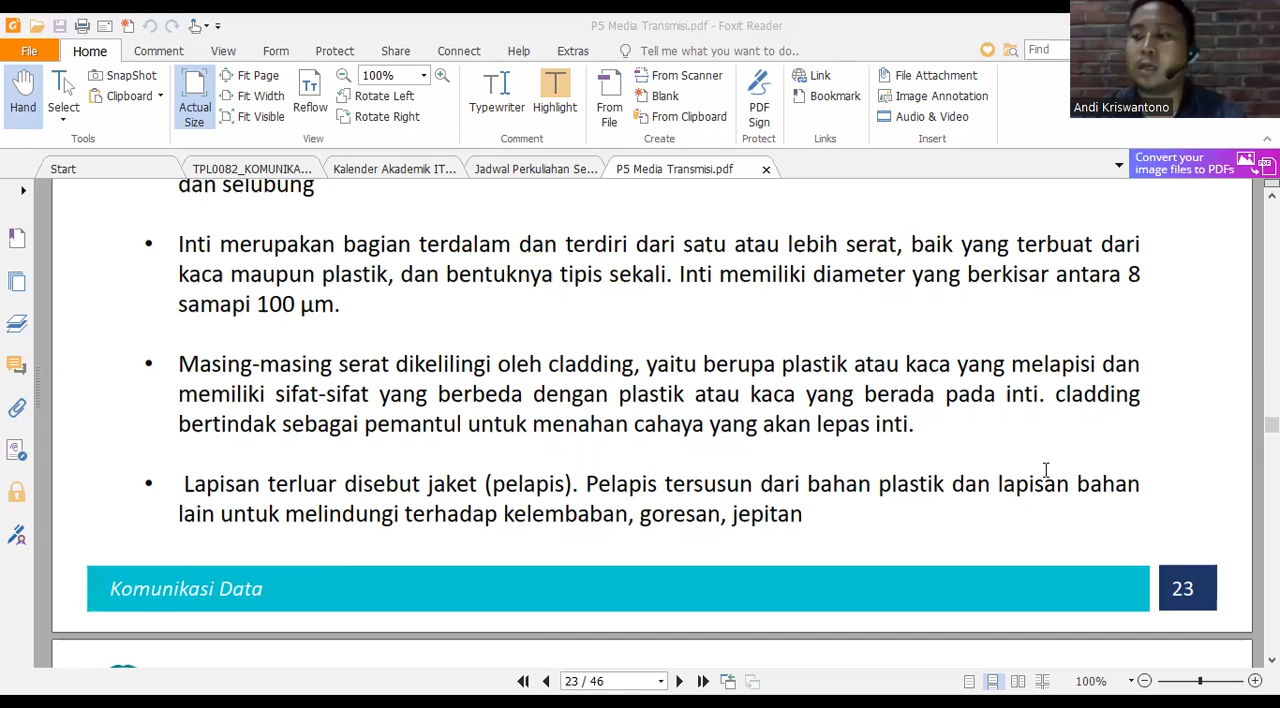 P5 Media Transmisi.pdf - Foxit Reader
File Home Comment View Form Protect Share Connect Help Extras Tell me what you want to do.. Find
Hand
Select
SnapShot
Clipboard
Tools
Actual Size
Fit Page
Fit Width
Fit Visible
Reflow
100%
Rotate Left
Rotate Right
View
Typewriter
Highlight
Comment
From File
From Scanner
Blank
From Clipboard
Create
PDF Sign
Protect
Link
Bookmark
Links
File Attachment
Image Annotation
Audio & Video
Insert
Andi Kriswantono
Start TPL0082_KOMUNIKA... Kalender Akademik IT... Jadwal Perkuliahan Se... P5 Media Transmisi.pdf
Convert your
image files to PDFs
dan selubung
• Inti merupakan bagian terdalam dan terdiri dari satu atau lebih serat, baik yang terbuat dari
kaca maupun plastik, dan bentuknya tipis sekali. Inti memiliki diameter yang berkisar antara 8
samapi 100 µm.
• Masing-masing serat dikelilingi oleh cladding, yaitu berupa plastik atau kaca yang melapisi dan
memiliki sifat-sifat yang berbeda dengan plastik atau kaca yang berada pada inti. cladding
bertindak sebagai pemantul untuk menahan cahaya yang akan lepas inti.
• Lapisan terluar disebut jaket (pelapis). Pelapis tersusun dari bahan plastik dan lapisan bahan
lain untuk melindungi terhadap kelembaban, goresan, jepitan
Komunikasi Data 23
23 / 46
100%